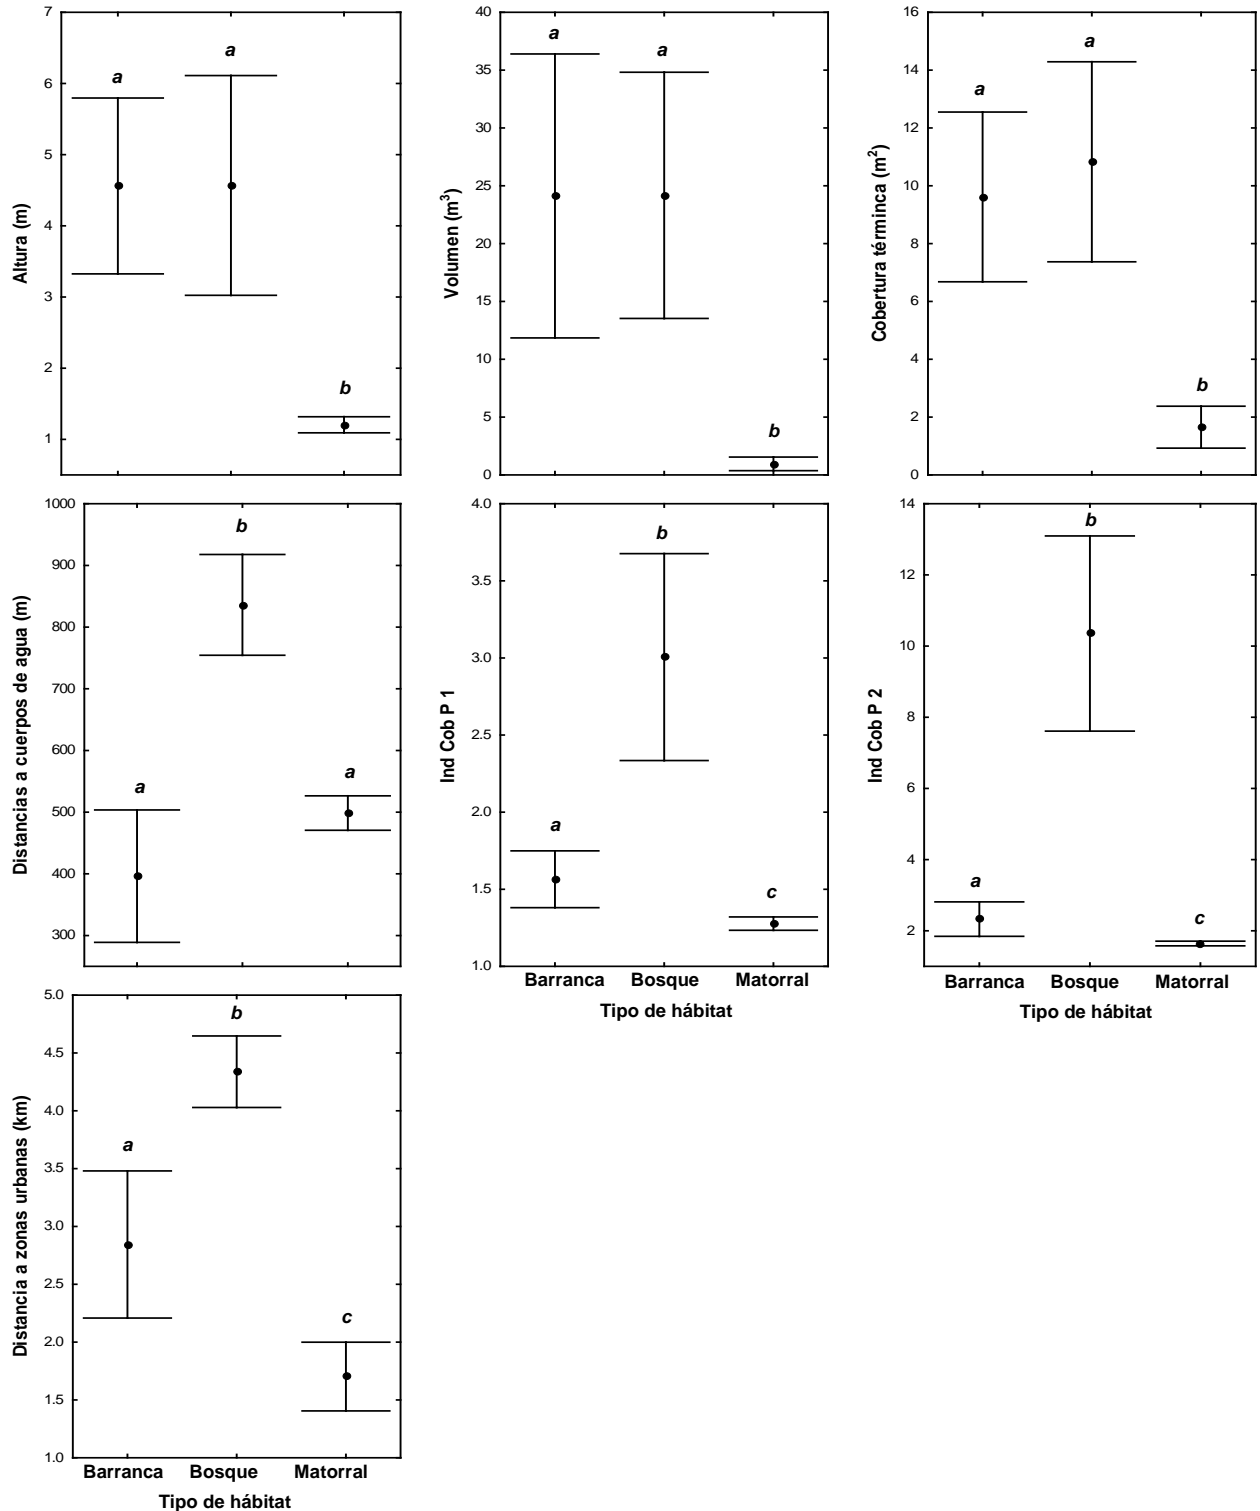 Altura (m)
7
6
5
4
3
2
1
a
a
b
Volumen (m³)
40
35
30
25
20
15
10
5
0
a
a
b
Cobertura términca (m²)
16
14
12
10
8
6
4
2
0
a
a
b
Distancias a cuerpos de agua (m)
1000
900
800
700
600
500
400
300
a
b
a
Ind Cob P 1
4.0
3.5
3.0
2.5
2.0
1.5
1.0
a
b
c
Barranca Bosque Matorral
Tipo de hábitat
Ind Cob P 2
14
12
10
8
6
4
2
a
b
c
Barranca Bosque Matorral
Tipo de hábitat
Distancia a zonas urbanas (km)
5.0
4.5
4.0
3.5
3.0
2.5
2.0
1.5
1.0
a
b
c
Barranca Bosque Matorral
Tipo de hábitat